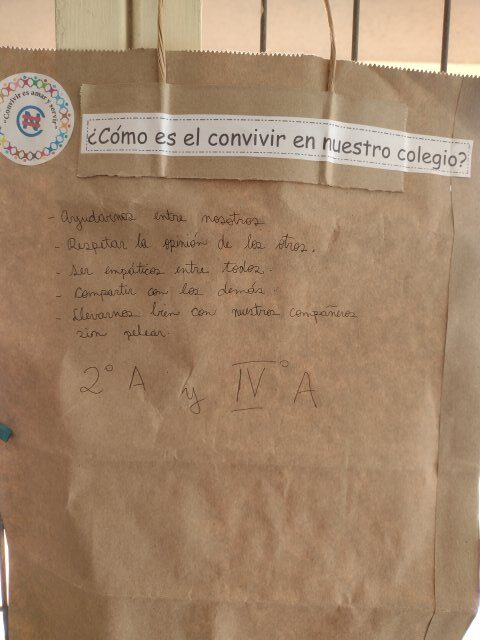 "Convivir es amar y servir"
¿Cómo es el convivir en nuestro colegio?
- Ayudarnos entre nosotros
- Respetar la opinión de los otros.
- Ser empáticos entre todos.
- Compartir con los demás.
- Llevarnos bien con nuestros compañeros
sion pelear.
2° A y IV° A